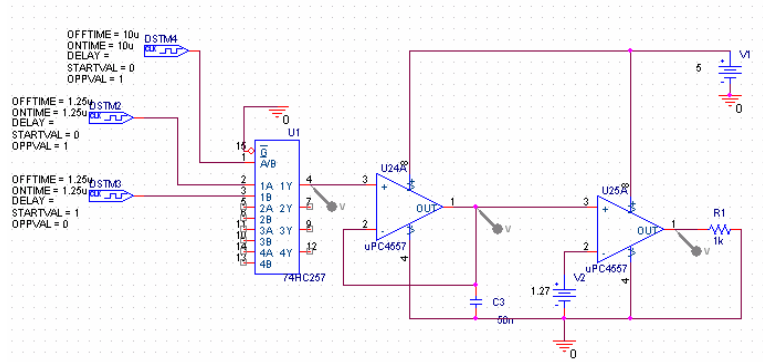 OFFTIME = 10u
ONTIME = 10u
DELAY =
STARTVAL = 0
OPPVAL = 1
DSTM4
CLK
OFFTIME = 1.25u
ONTIME = 1.25u
DELAY =
STARTVAL = 0
OPPVAL = 1
DSTM2
CLK
OFFTIME = 1.25u
ONTIME = 1.25u
DELAY =
STARTVAL = 1
OPPVAL = 0
DSTM3
CLK
0
U1
15 G
1 A/B
2 1A 1Y 4
3 1B
5 2A 2Y 7
6 2B
11 3A 3Y 9
10 3B
14 4A 4Y 12
13 4B
74HC257
V
U24A
3 + 8
OUT 1
2 -
4
uPC4557
V
C3
50n
U25A
3 + 8
OUT 1
2 -
4
uPC4557
V
V2
1.27
0
R1
1k
V1
5
0